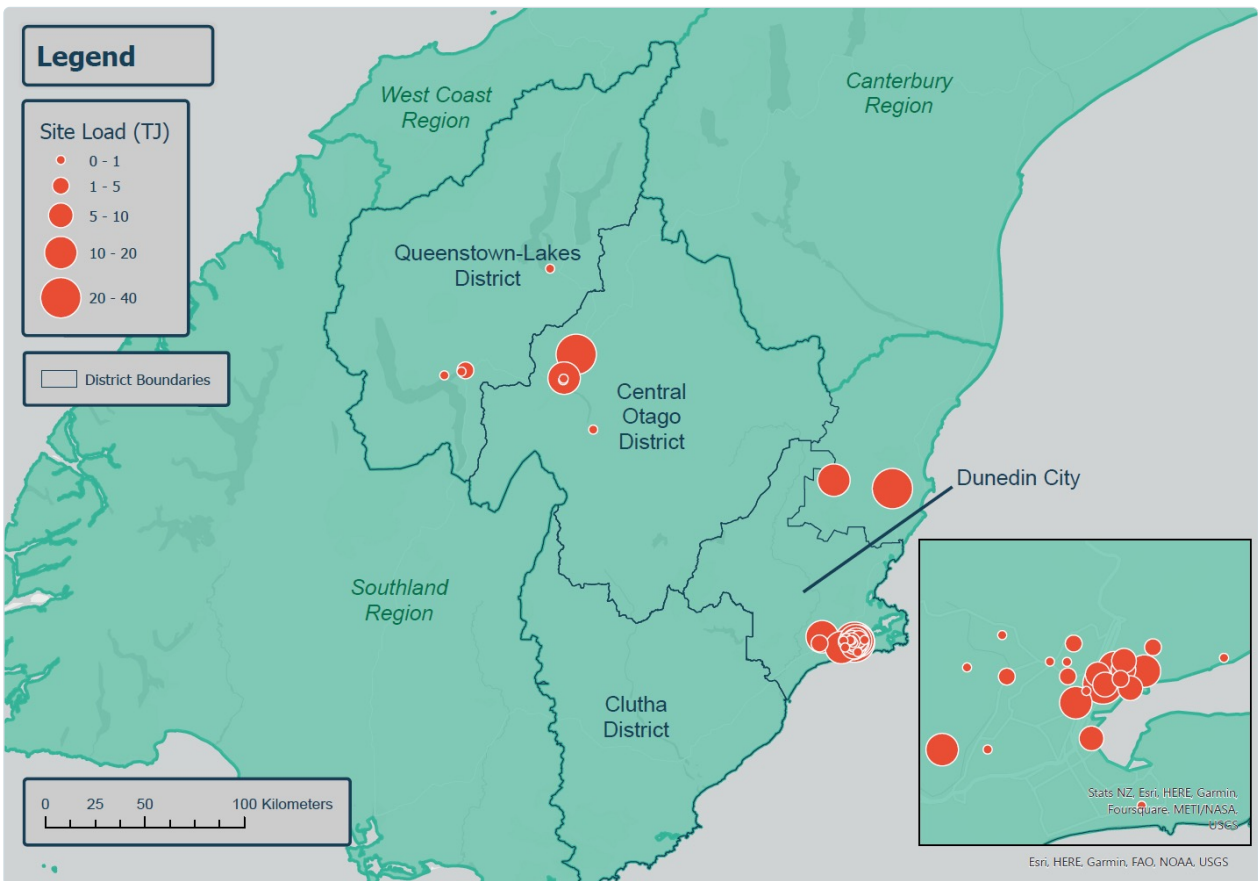 Legend
Site Load (TJ)
0 - 1
1 - 5
5 - 10
10 - 20
20 - 40
District Boundaries
West Coast
Region
Canterbury
Region
Queenstown-Lakes
District
Central
Otago
District
Dunedin City
Southland
Region
Clutha
District
0 25 50 100 Kilometers
Stats NZ, Esri, HERE, Garmin,
Foursquare, METI/NASA,
USGS
Esri, HERE, Garmin, FAO, NOAA, USGS